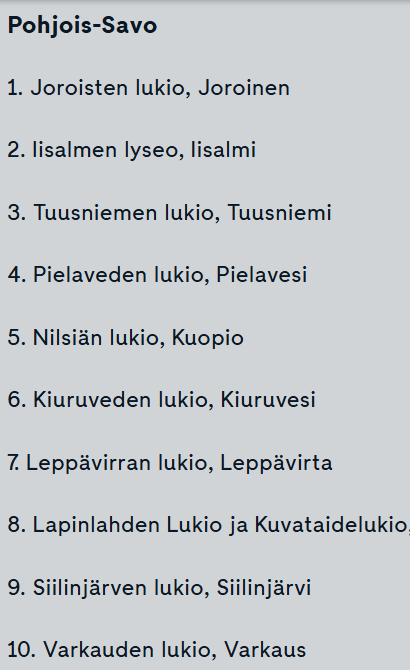 Pohjois-Savo
1. Joroisten lukio, Joroinen
2. Iisalmen lyseo, Iisalmi
3. Tuusniemen lukio, Tuusniemi
4. Pielaveden lukio, Pielavesi
5. Nilsiän lukio, Kuopio
6. Kiuruveden lukio, Kiuruvesi
7. Leppävirran lukio, Leppävirta
8. Lapinlahden Lukio ja Kuvataidelukio,
9. Siilinjärven lukio, Siilinjärvi
10. Varkauden lukio, Varkaus